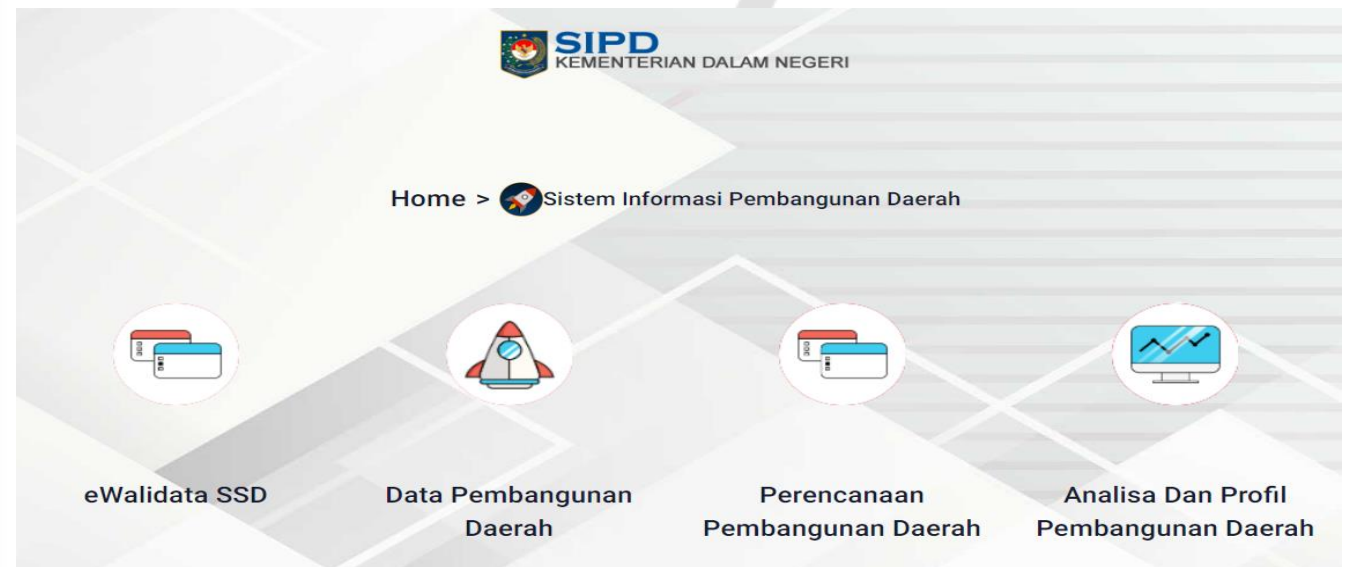 SIPD
KEMENTERIAN DALAM NEGERI
Home > Sistem Informasi Pembangunan Daerah
eWalidata SSD
Data Pembangunan
Daerah
Perencanaan
Pembangunan Daerah
Analisa Dan Profil
Pembangunan Daerah